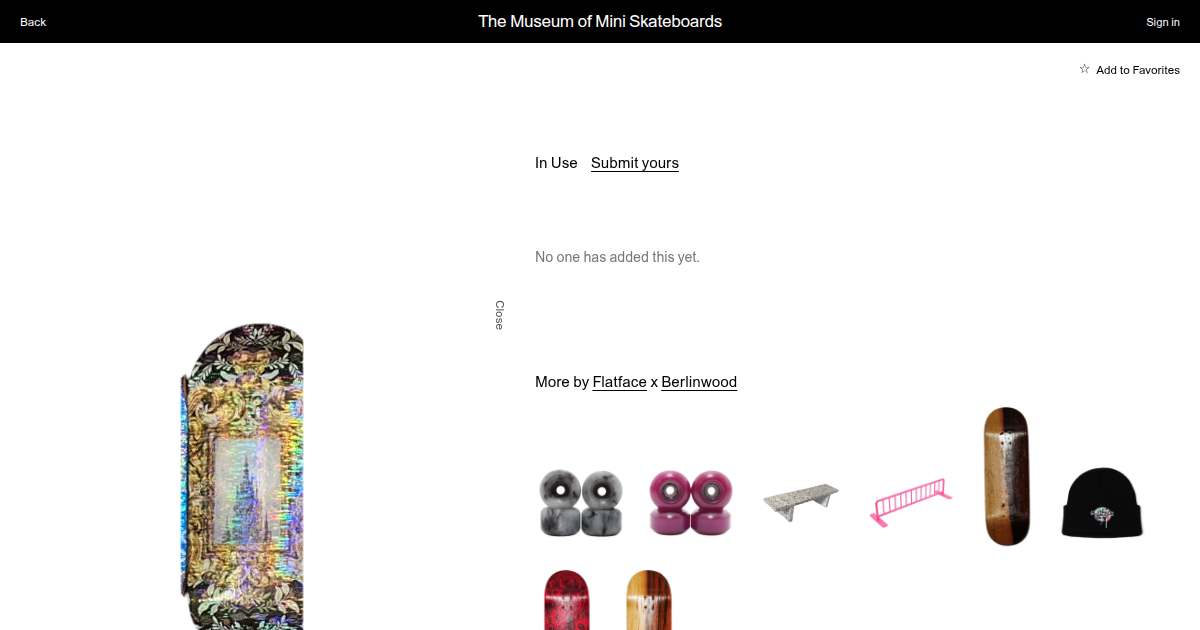 Back
The Museum of Mini Skateboards
Sign in
☆ Add to Favorites
In Use Submit yours
No one has added this yet.
Close
More by Flatface x Berlinwood